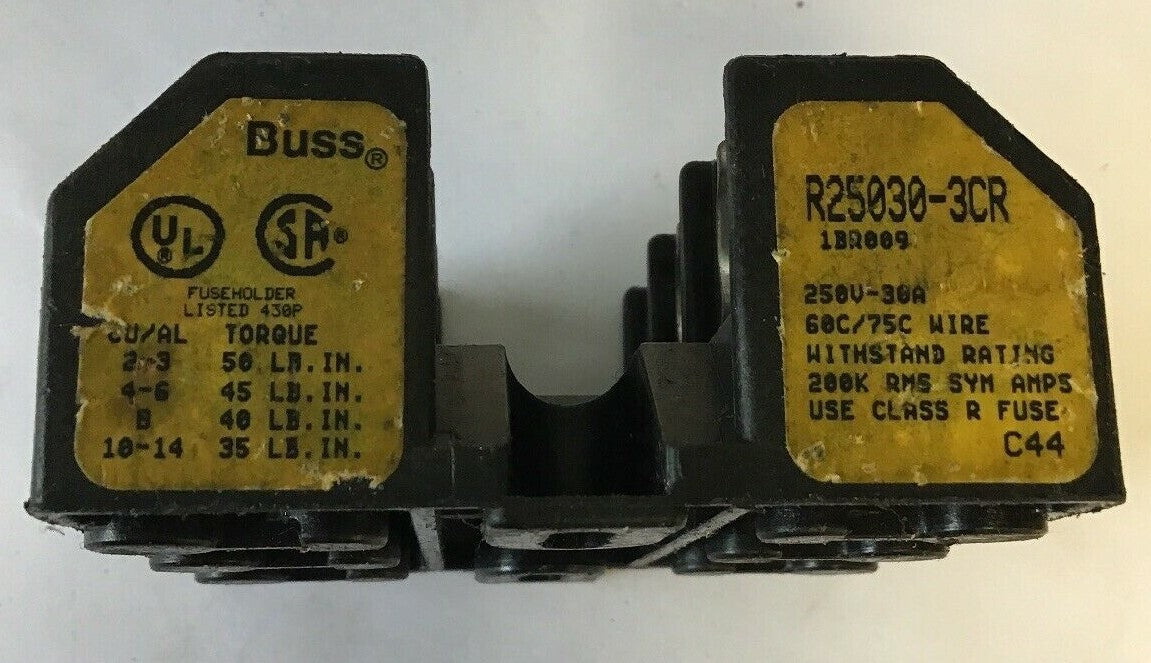 Buss®
UL®
SA®
FUSEHOLDER
LISTED 430P
CU/AL TORQUE
2-3 50 LB.IN.
4-6 45 LB.IN.
8 40 LB.IN.
10-14 35 LB.IN.
R25030-3CR
1BR009
250V-30A
60C/75C WIRE
WITHSTAND RATING
200K RMS SYM AMPS
USE CLASS R FUSE
C44